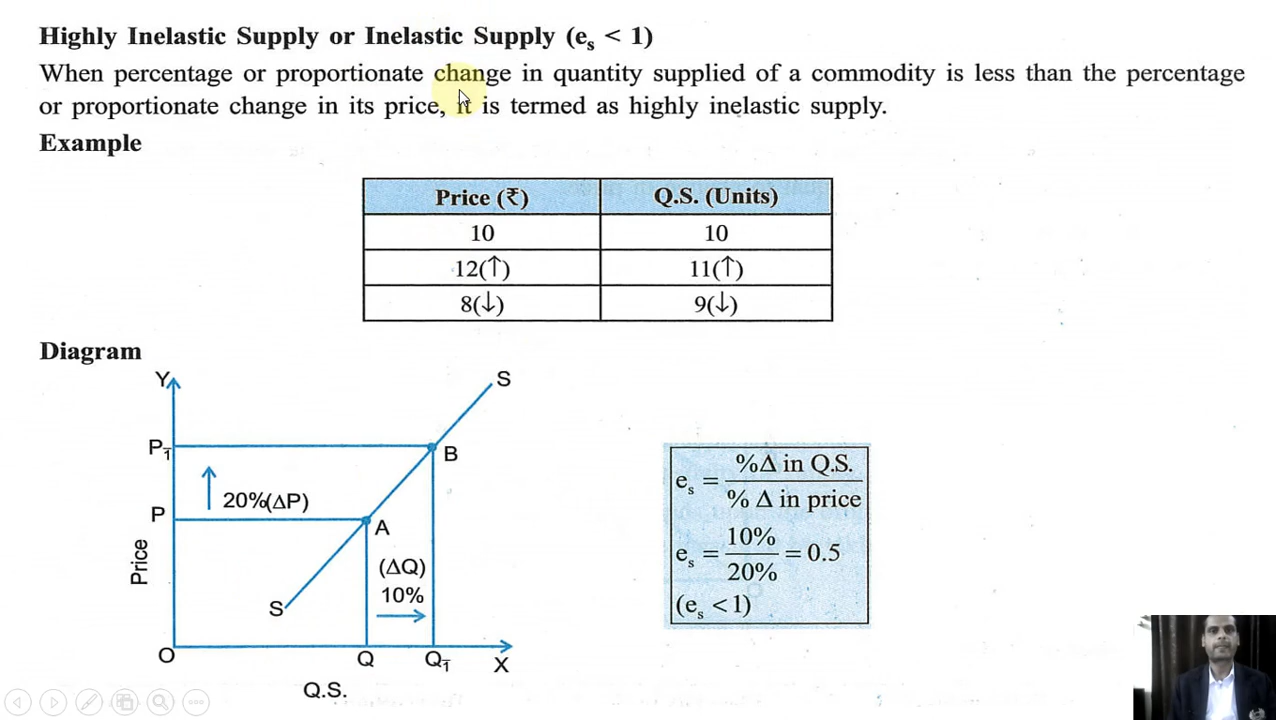 Highly Inelastic Supply or Inelastic Supply (eₛ < 1)
When percentage or proportionate change in quantity supplied of a commodity is less than the percentage
or proportionate change in its price, it is termed as highly inelastic supply.
Example
Price (₹) Q.S. (Units)
10 10
12(↑) 11(↑)
8(↓) 9(↓)
Diagram
Y
S
P₁
B
20%(ΔP)
P
A
Price
(ΔQ)
10%
S
O Q Q₁ X
Q.S.
eₛ = %Δ in Q.S. / % Δ in price
eₛ = 10% / 20% = 0.5
(eₛ < 1)